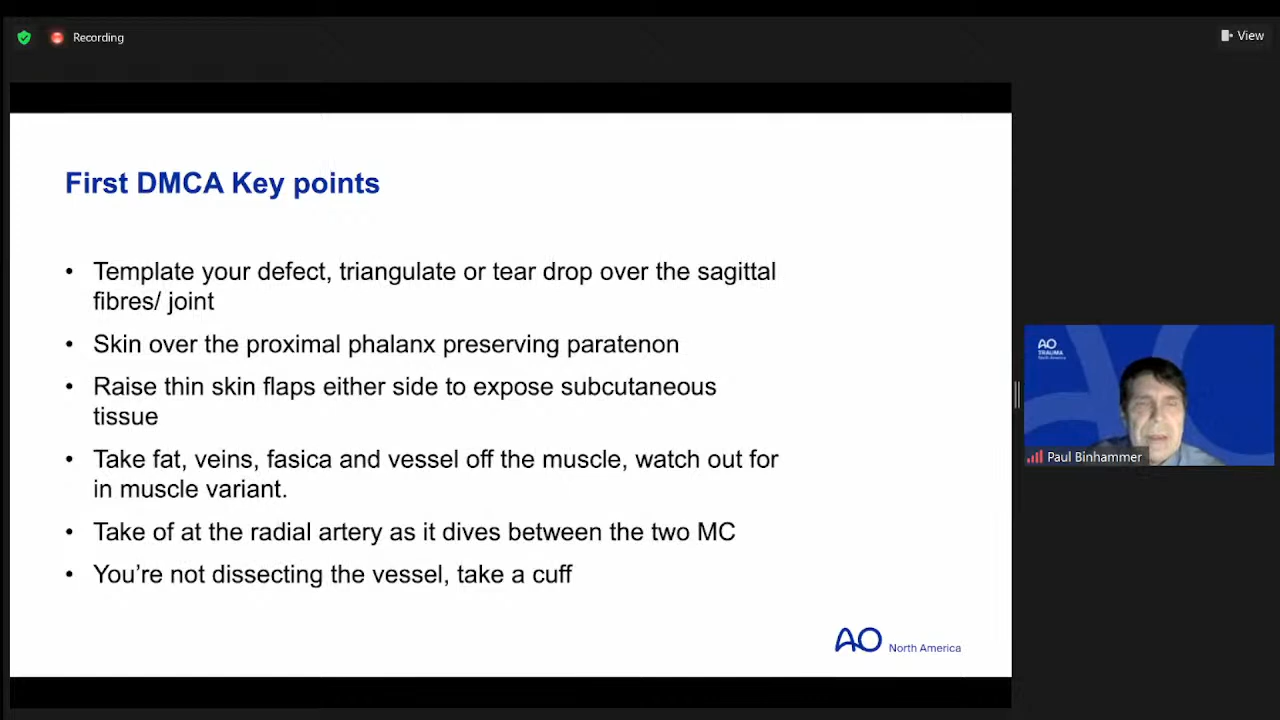 Recording
View
First DMCA Key points
• Template your defect, triangulate or tear drop over the sagittal
fibres/ joint
• Skin over the proximal phalanx preserving paratenon
• Raise thin skin flaps either side to expose subcutaneous
tissue
• Take fat, veins, fasica and vessel off the muscle, watch out for
in muscle variant.
• Take of at the radial artery as it dives between the two MC
• You’re not dissecting the vessel, take a cuff
AO North America
AO
TRAUMA
North America
Paul Binhammer